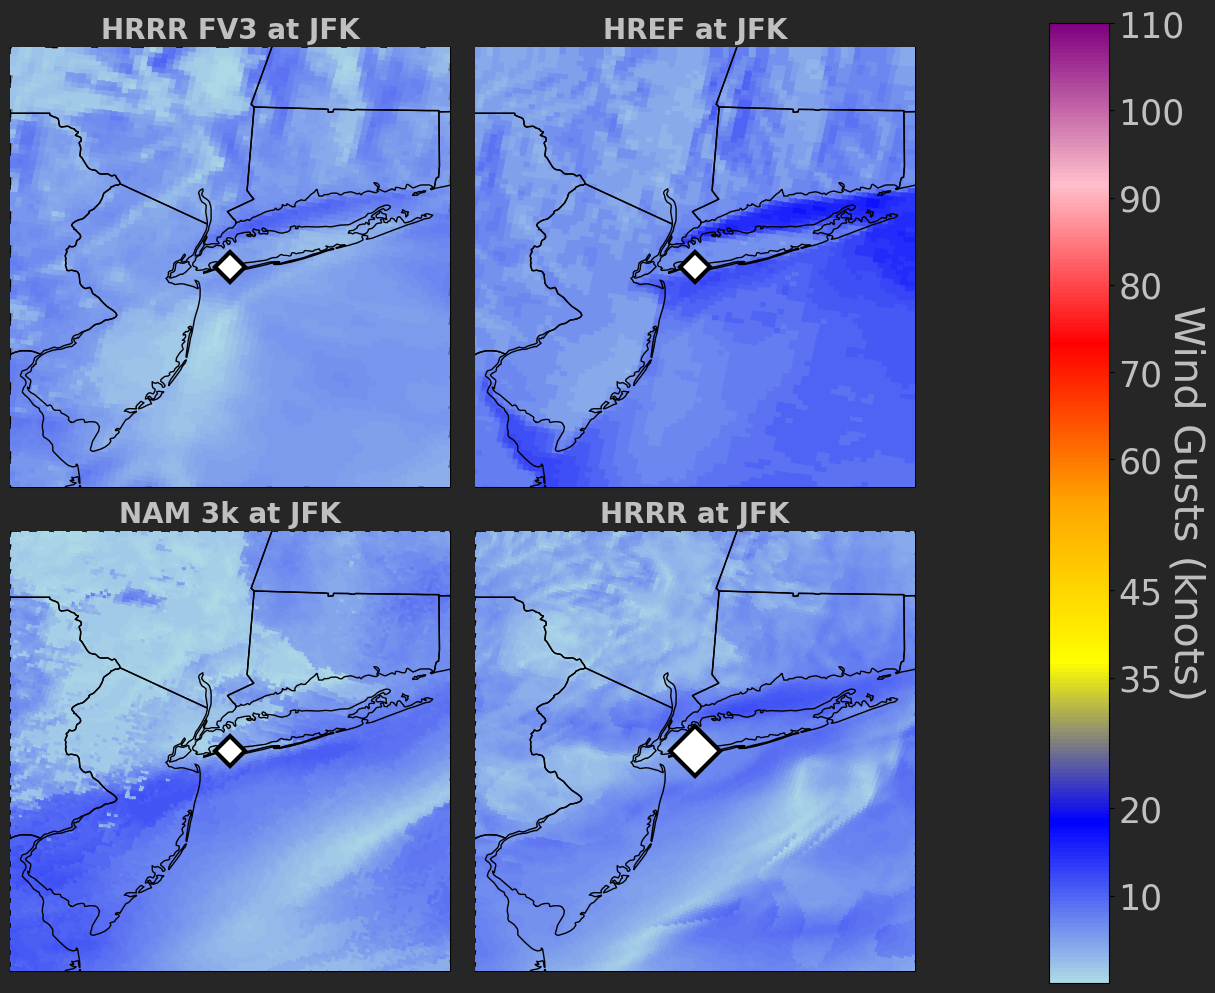 HRRR FV3 at JFK
HREF at JFK
NAM 3k at JFK
HRRR at JFK
110
100
90
80
70
60
45
35
20
10
Wind Gusts (knots)